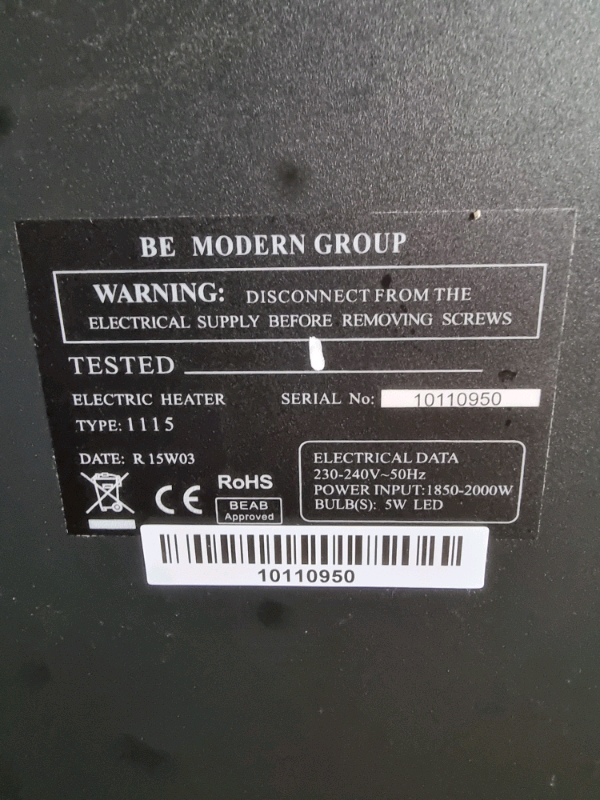 BE MODERN GROUP
WARNING: DISCONNECT FROM THE
ELECTRICAL SUPPLY BEFORE REMOVING SCREWS
TESTED
ELECTRIC HEATER SERIAL No: 10110950
TYPE: 1115
DATE: R 15W03
CE
RoHS
BEAB
Approved
ELECTRICAL DATA
230-240V~50Hz
POWER INPUT:1850-2000W
BULB(S): 5W LED
10110950